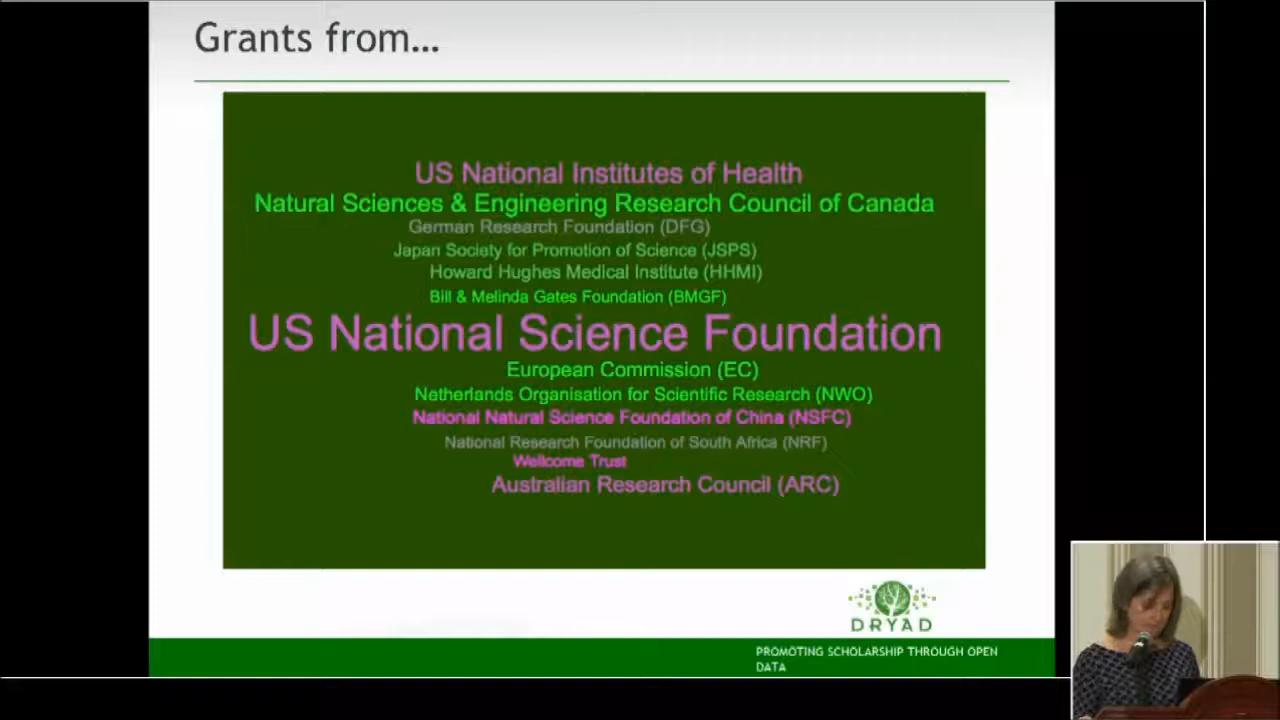 Grants from...
US National Institutes of Health
Natural Sciences & Engineering Research Council of Canada
German Research Foundation (DFG)
Japan Society for Promotion of Science (JSPS)
Howard Hughes Medical Institute (HHMI)
Bill & Melinda Gates Foundation (BMGF)
US National Science Foundation
European Commission (EC)
Netherlands Organisation for Scientific Research (NWO)
National Natural Science Foundation of China (NSFC)
National Research Foundation of South Africa (NRF)
Wellcome Trust
Australian Research Council (ARC)
DRYAD
PROMOTING SCHOLARSHIP THROUGH OPEN
DATA